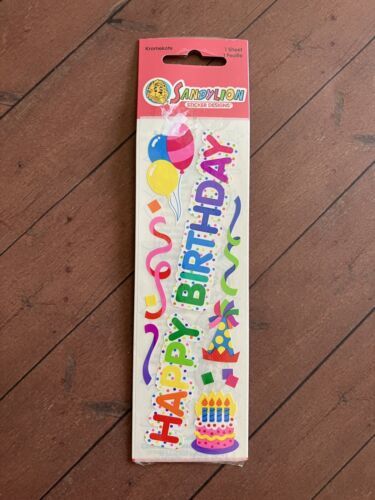 Kromekote
1 Sheet
1 Feuille
SANDYLION
STICKER DESIGNS
HAPPY BIRTHDAY